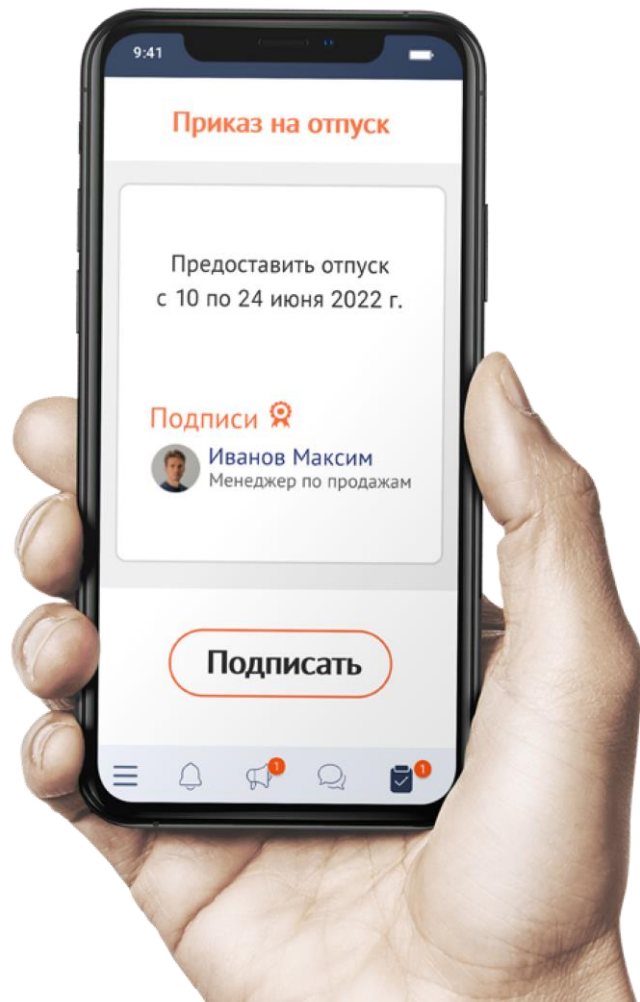 9:41
Приказ на отпуск
Предоставить отпуск
с 10 по 24 июня 2022 г.
Подписи
Иванов Максим
Менеджер по продажам
Подписать
1
1